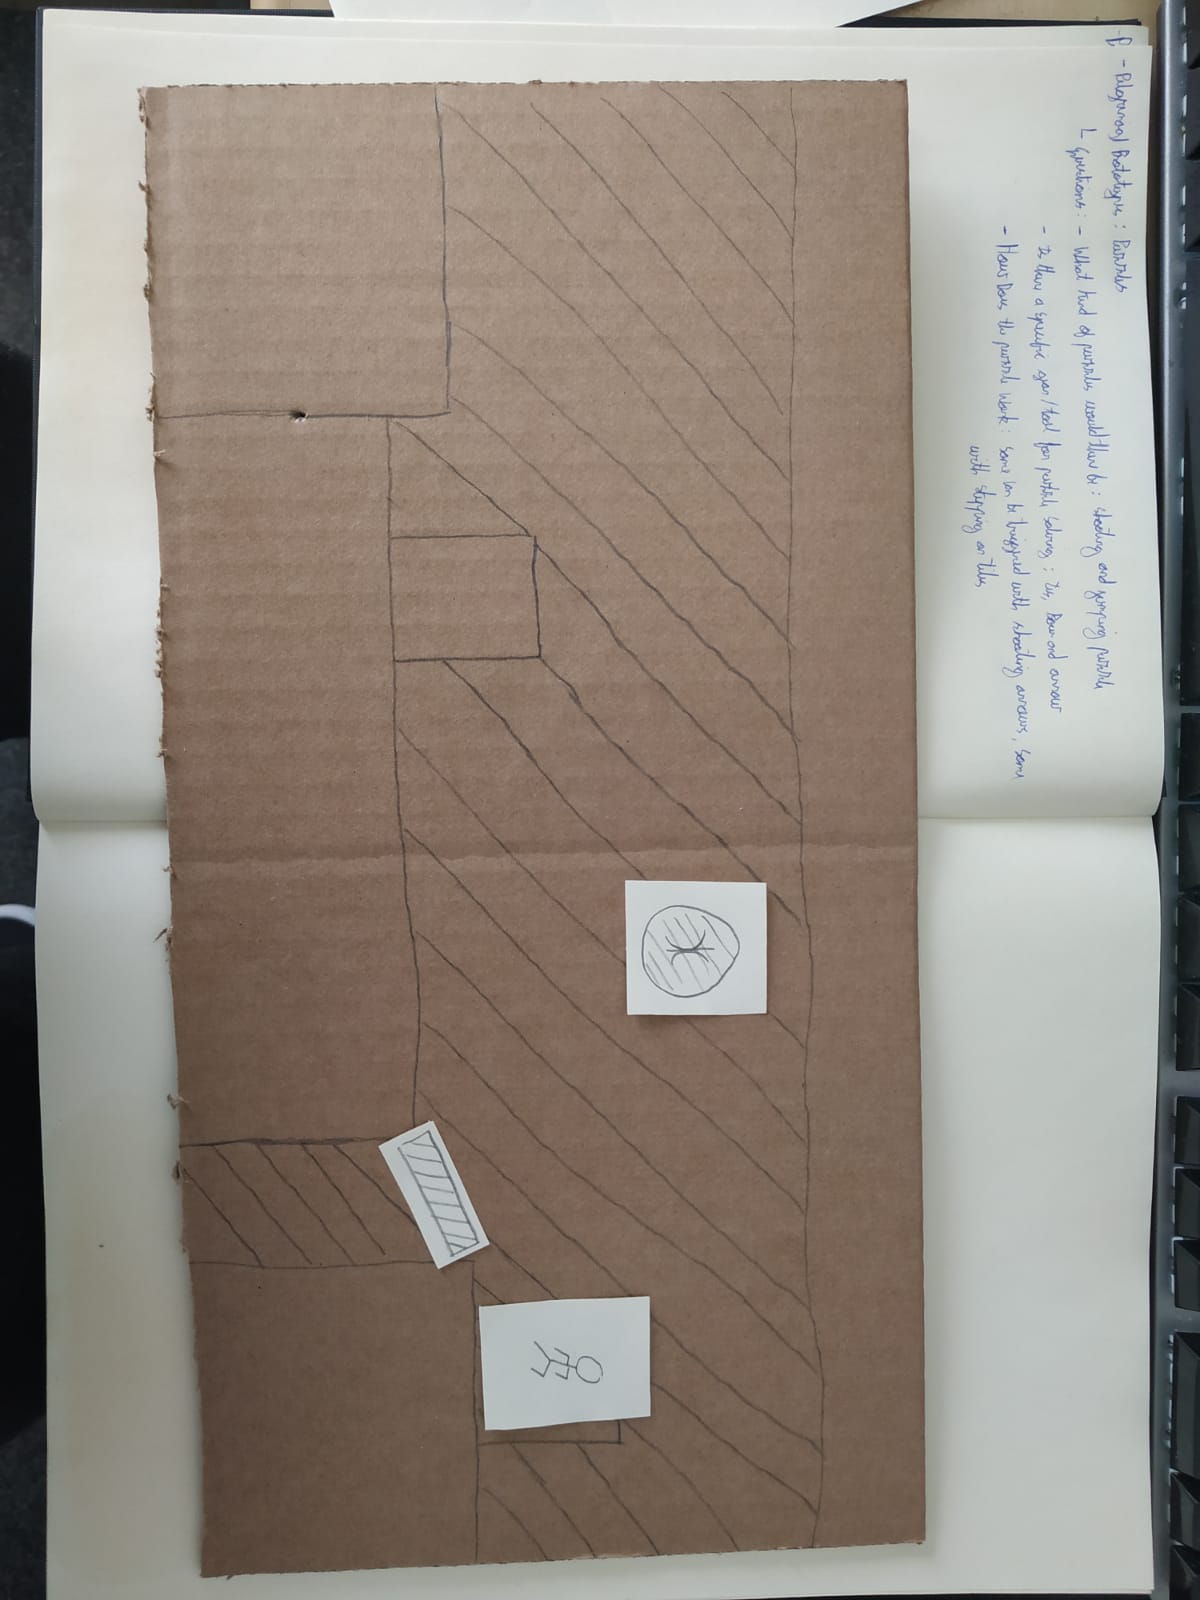 - Pilgrimood Prototypes : Puzzles
Questions : - What kind of puzzles would there be : shooting and jumping puzzle
- Is there a specific gear/tool for puzzle solving : Yes, Bow and arrow
- How Does the puzzle Work : Some can be triggered with shooting arrows, Some
with stepping on tiles